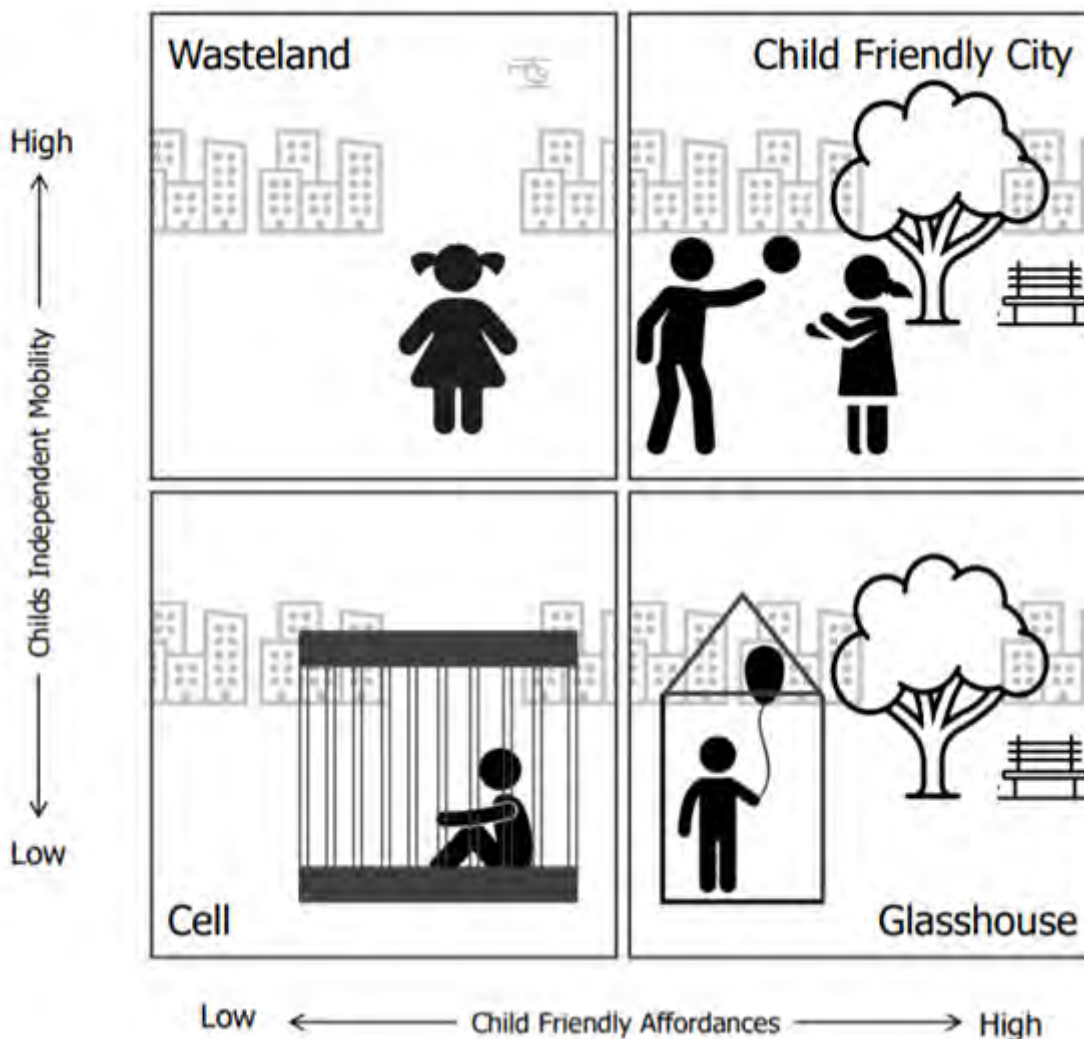 Wasteland
Child Friendly City
High
Childs Independent Mobility
Low
Cell
Glasshouse
Low
Child Friendly Affordances
High